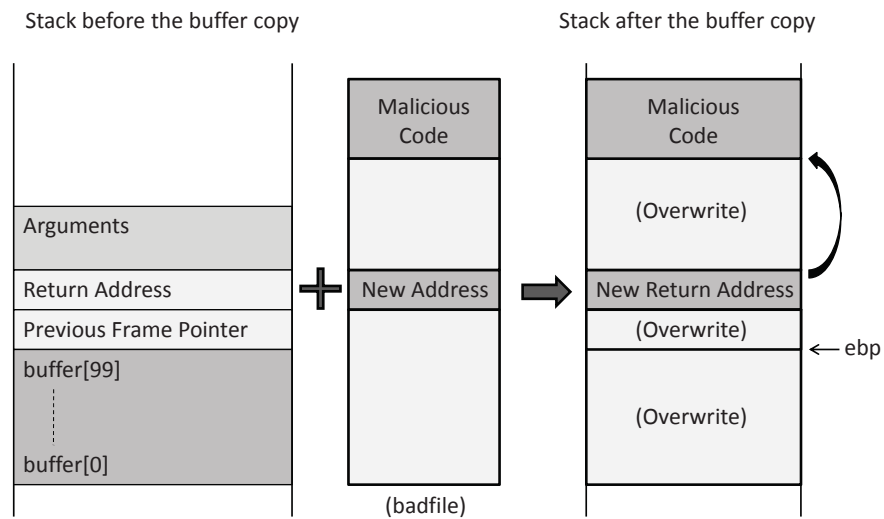 Stack before the buffer copy
Stack after the buffer copy
Malicious
Code
Malicious
Code
Arguments
(Overwrite)
Return Address
New Address
New Return Address
Previous Frame Pointer
(Overwrite)
ebp
buffer[99]
(Overwrite)
buffer[0]
(badfile)